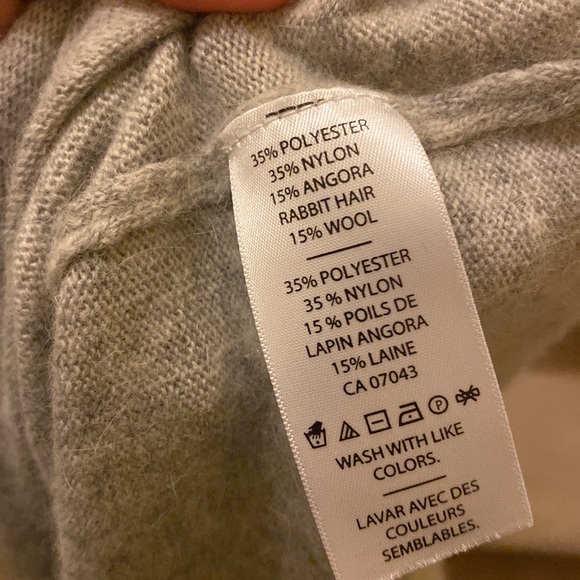 35% POLYESTER
35% NYLON
15% ANGORA
RABBIT HAIR
15% WOOL
35% POLYESTER
35 % NYLON
15 % POILS DE
LAPIN ANGORA
15% LAINE
CA 07043
P
WASH WITH LIKE
COLORS.
LAVAR AVEC DES
COULEURS
SEMBLABLES.